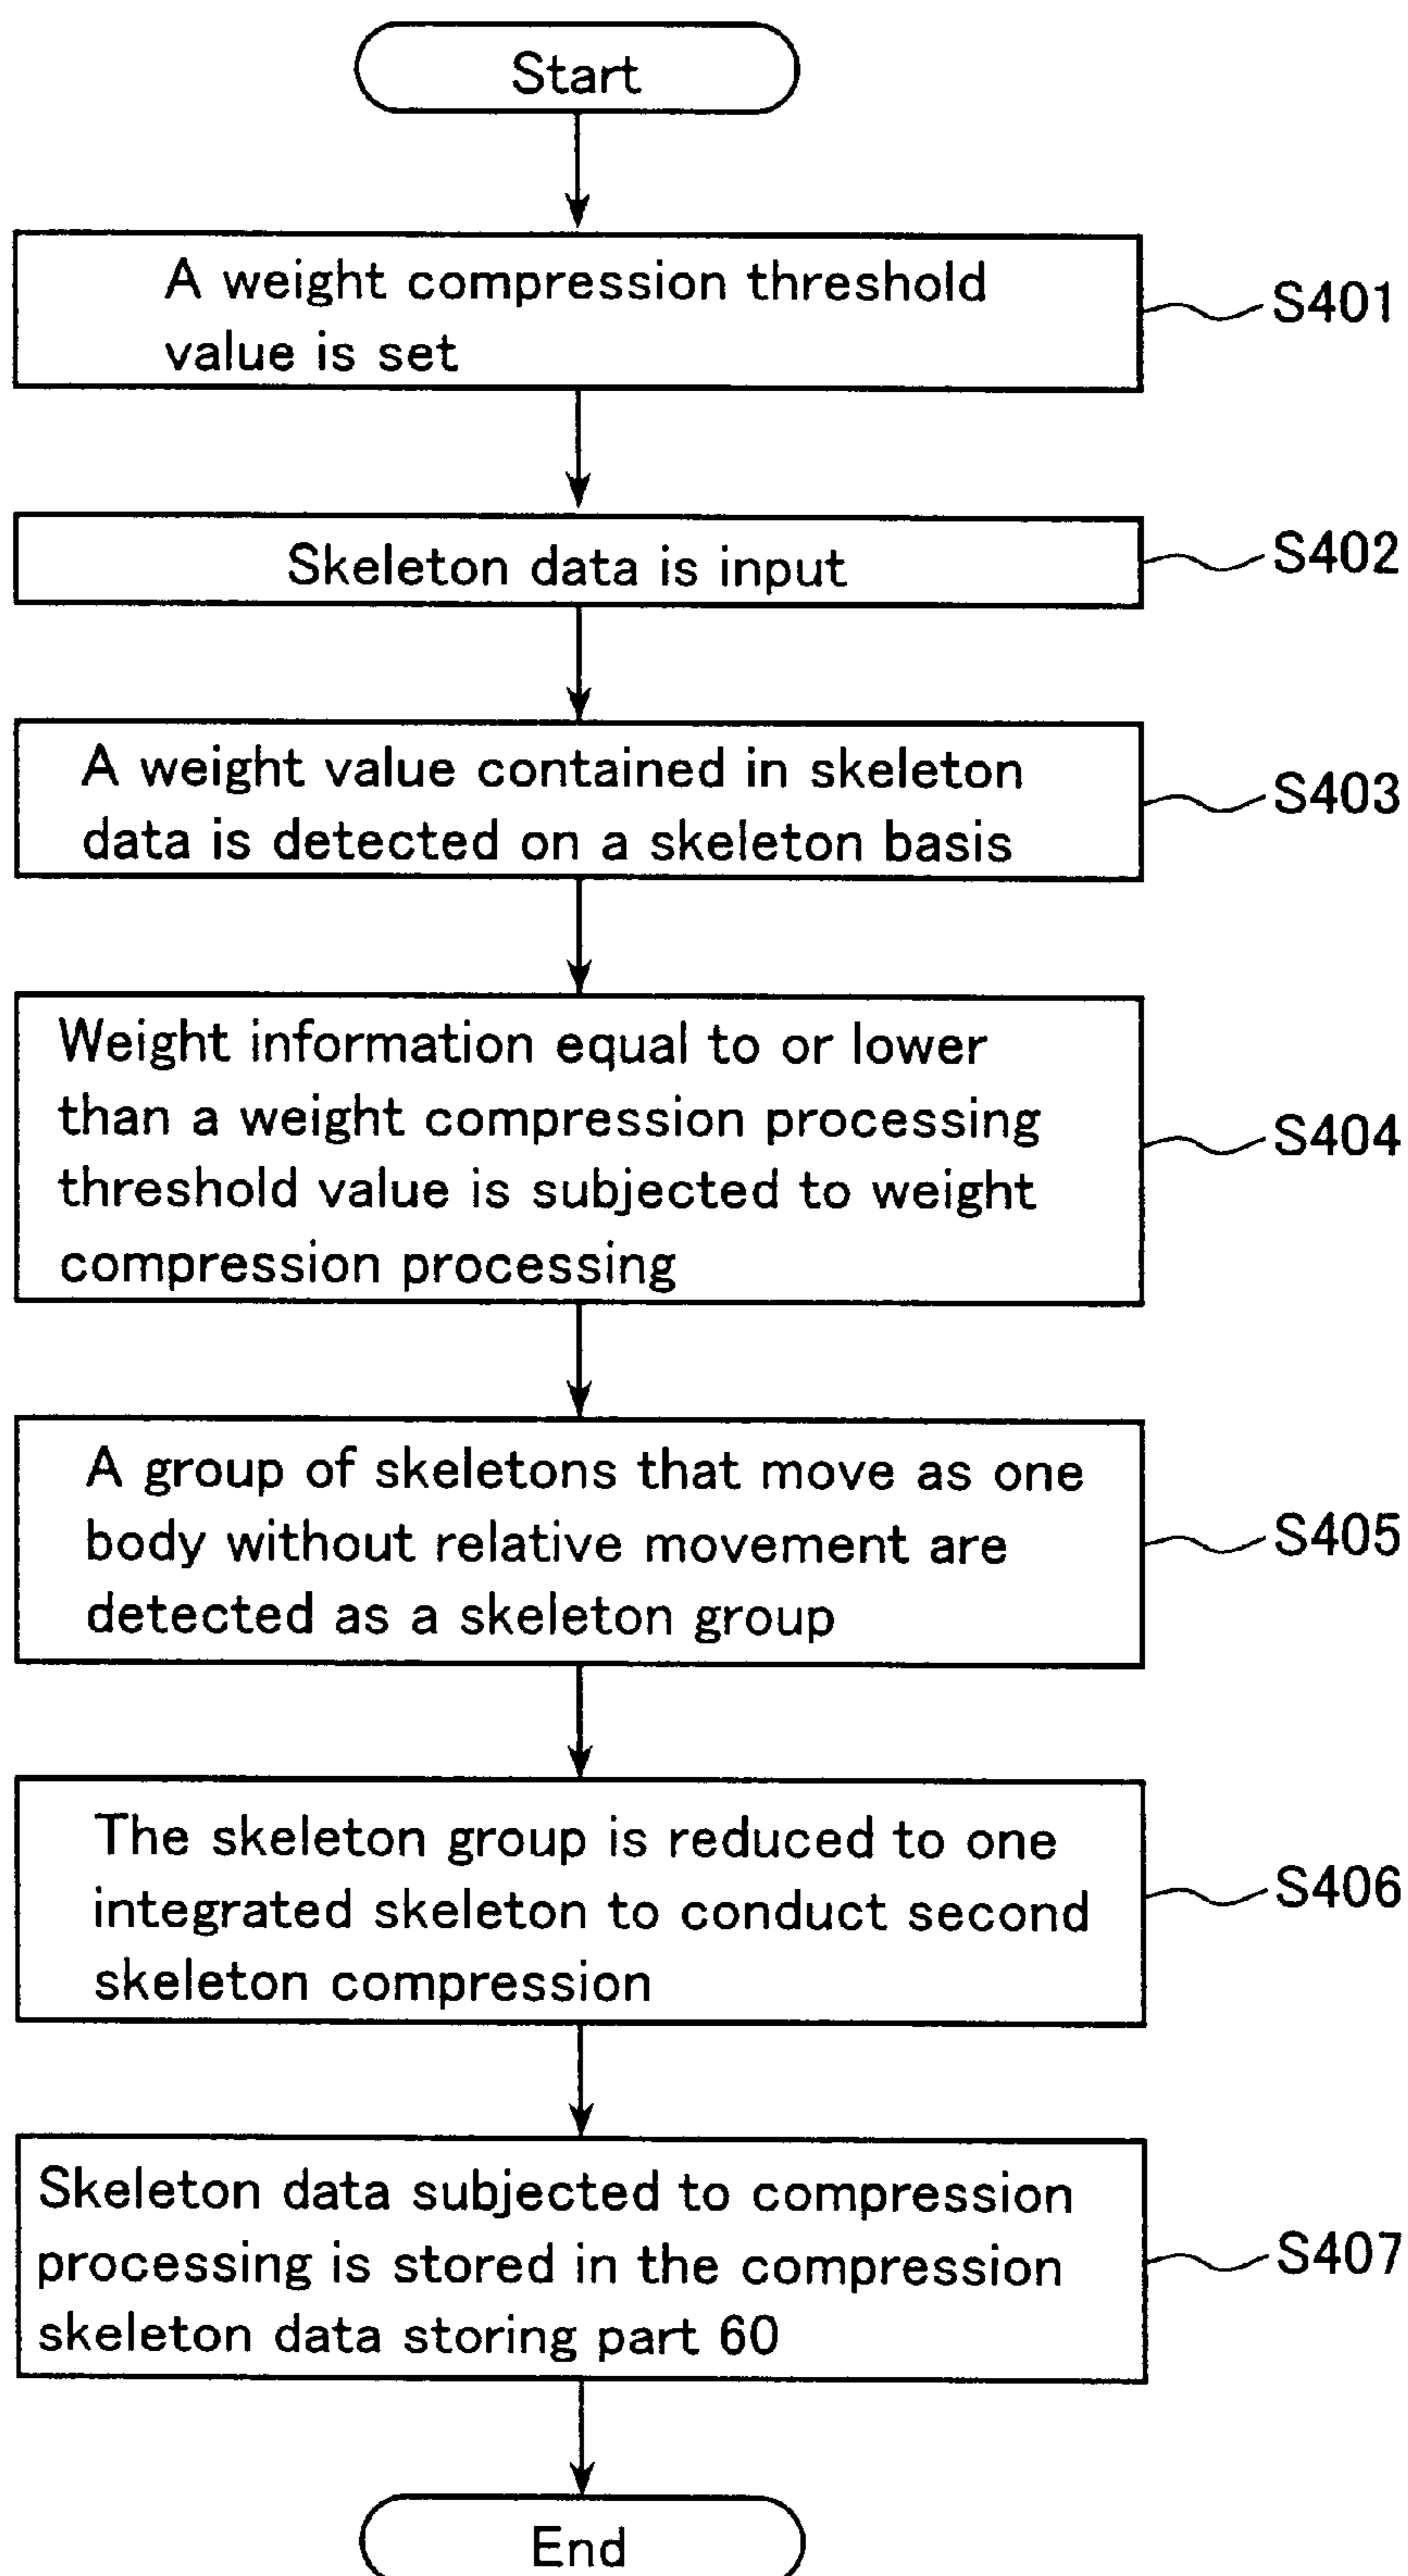 Start
A weight compression threshold
value is set
S401
Skeleton data is input
S402
A weight value contained in skeleton
data is detected on a skeleton basis
S403
Weight information equal to or lower
than a weight compression processing
threshold value is subjected to weight
compression processing
S404
A group of skeletons that move as one
body without relative movement are
detected as a skeleton group
S405
The skeleton group is reduced to one
integrated skeleton to conduct second
skeleton compression
S406
Skeleton data subjected to compression
processing is stored in the compression
skeleton data storing part 60
S407
End